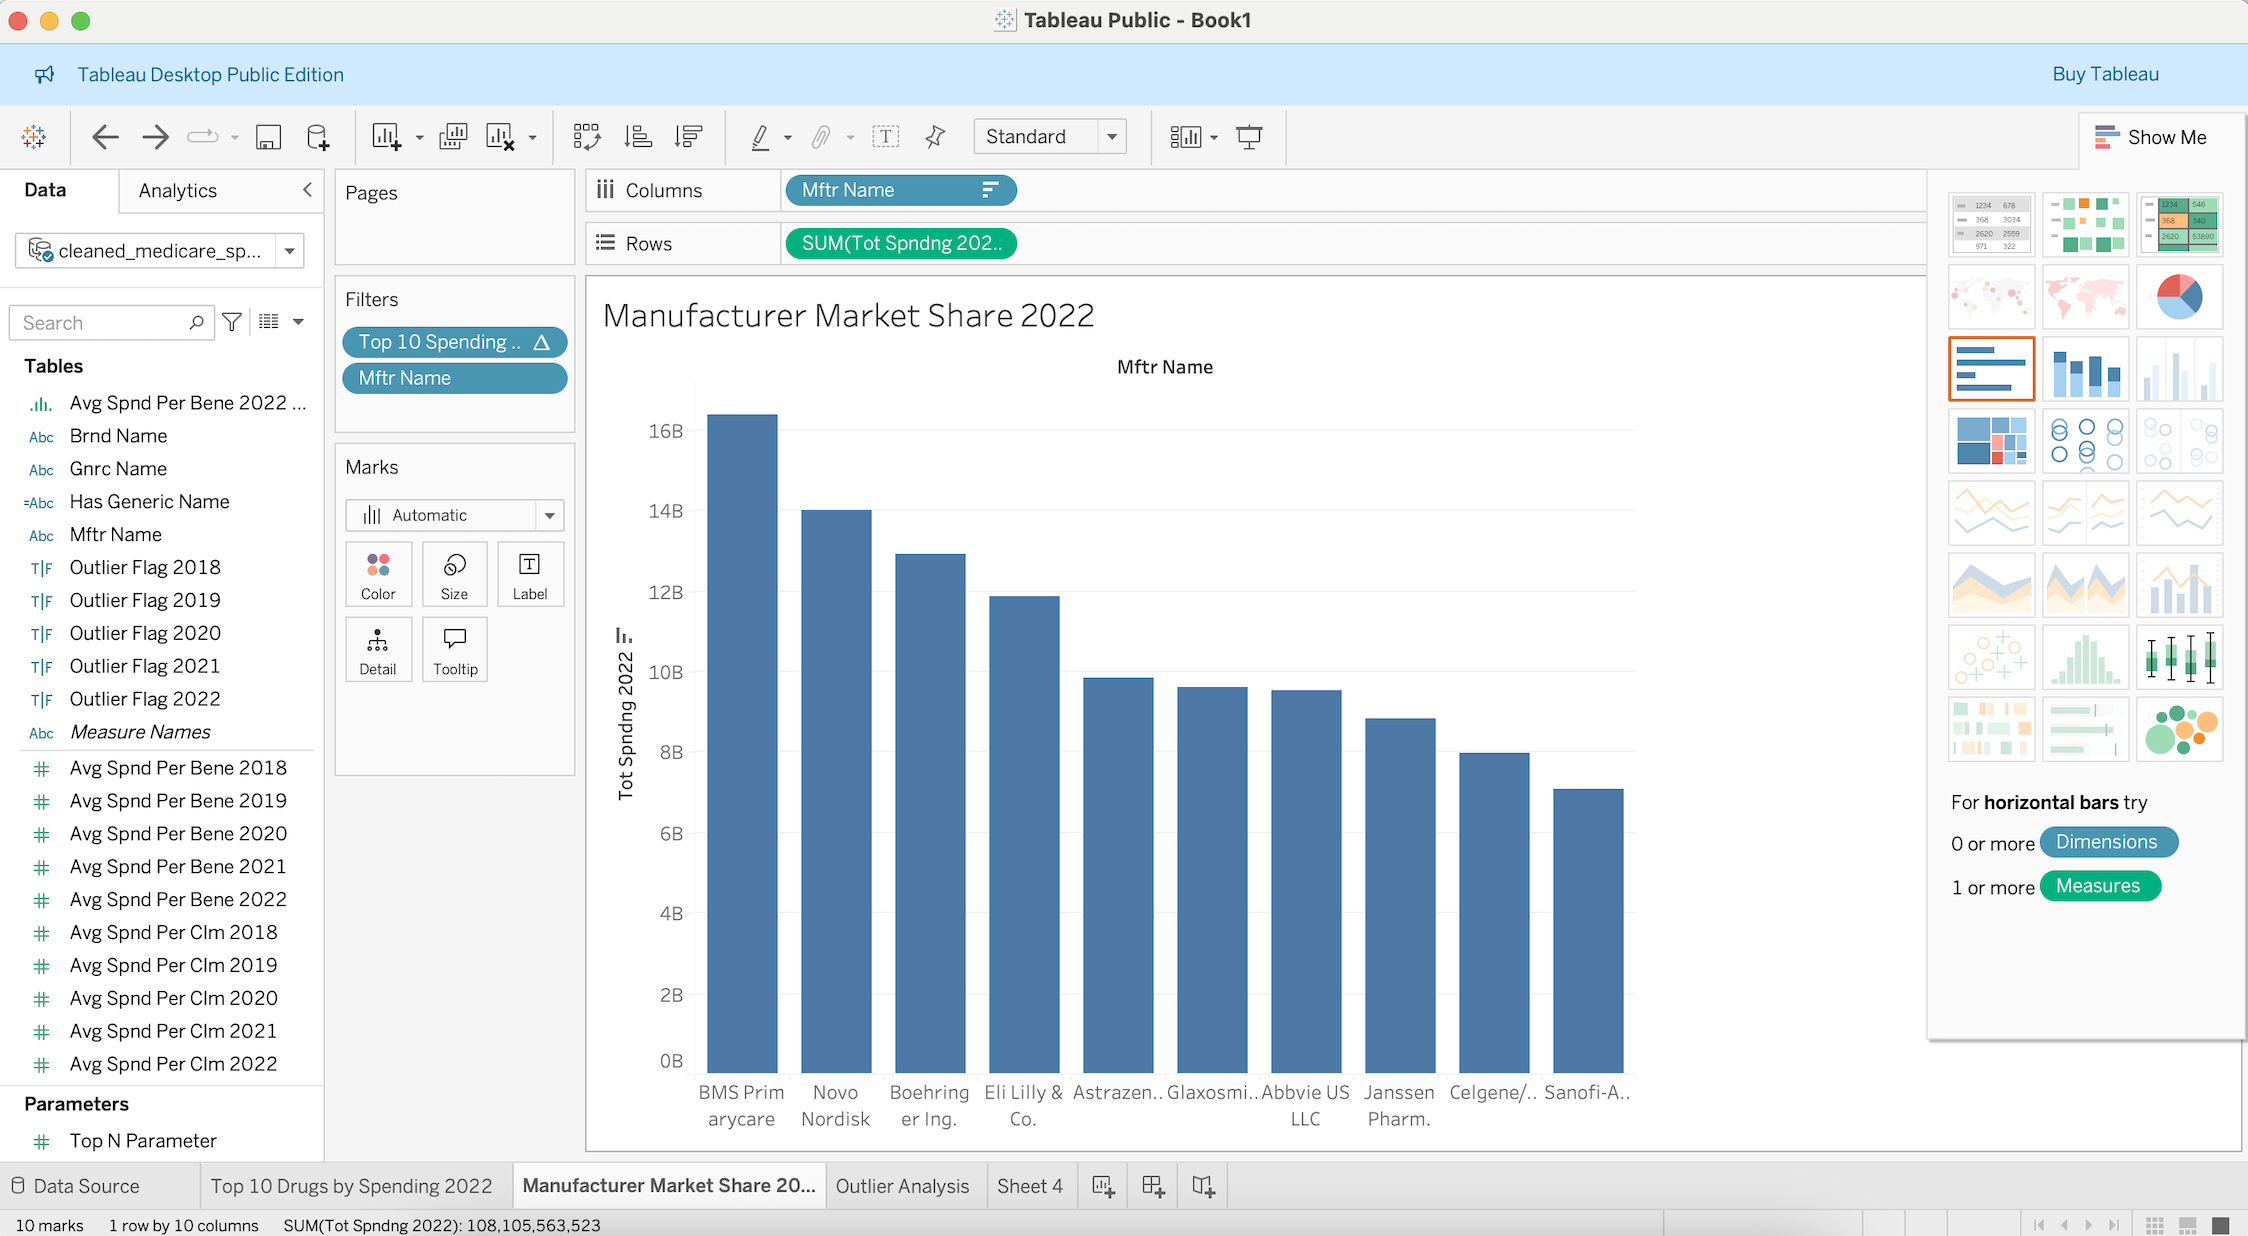 Tableau Public - Book1
Tableau Desktop Public Edition
Buy Tableau
Standard
Show Me
Data
Analytics
cleaned_medicare_sp...
Search
Tables
Avg Spnd Per Bene 2022 ...
Abc Brnd Name
Abc Gnrc Name
=Abc Has Generic Name
Abc Mftr Name
T|F Outlier Flag 2018
T|F Outlier Flag 2019
T|F Outlier Flag 2020
T|F Outlier Flag 2021
T|F Outlier Flag 2022
Abc Measure Names
# Avg Spnd Per Bene 2018
# Avg Spnd Per Bene 2019
# Avg Spnd Per Bene 2020
# Avg Spnd Per Bene 2021
# Avg Spnd Per Bene 2022
# Avg Spnd Per Clm 2018
# Avg Spnd Per Clm 2019
# Avg Spnd Per Clm 2020
# Avg Spnd Per Clm 2021
# Avg Spnd Per Clm 2022
Parameters
# Top N Parameter
Pages
Filters
Top 10 Spending ..
Mftr Name
Marks
Automatic
Color
Size
Label
Detail
Tooltip
Columns
Mftr Name
Rows
SUM(Tot Spndng 202..
Manufacturer Market Share 2022
Mftr Name
Tot Spndng 2022
16B
14B
12B
10B
8B
6B
4B
2B
0B
BMS Prim
arycare
Novo
Nordisk
Boehring
er Ing.
Eli Lilly &
Co.
Astrazen..
Glaxosmi..
Abbvie US
LLC
Janssen
Pharm.
Celgene/..
Sanofi-A..
1234 678
368 3034
2620 2559
971 322
1234 546
368 340
2620 53890
For horizontal bars try
0 or more Dimensions
1 or more Measures
Data Source
Top 10 Drugs by Spending 2022
Manufacturer Market Share 20...
Outlier Analysis
Sheet 4
10 marks
1 row by 10 columns
SUM(Tot Spndng 2022): 108,105,563,523